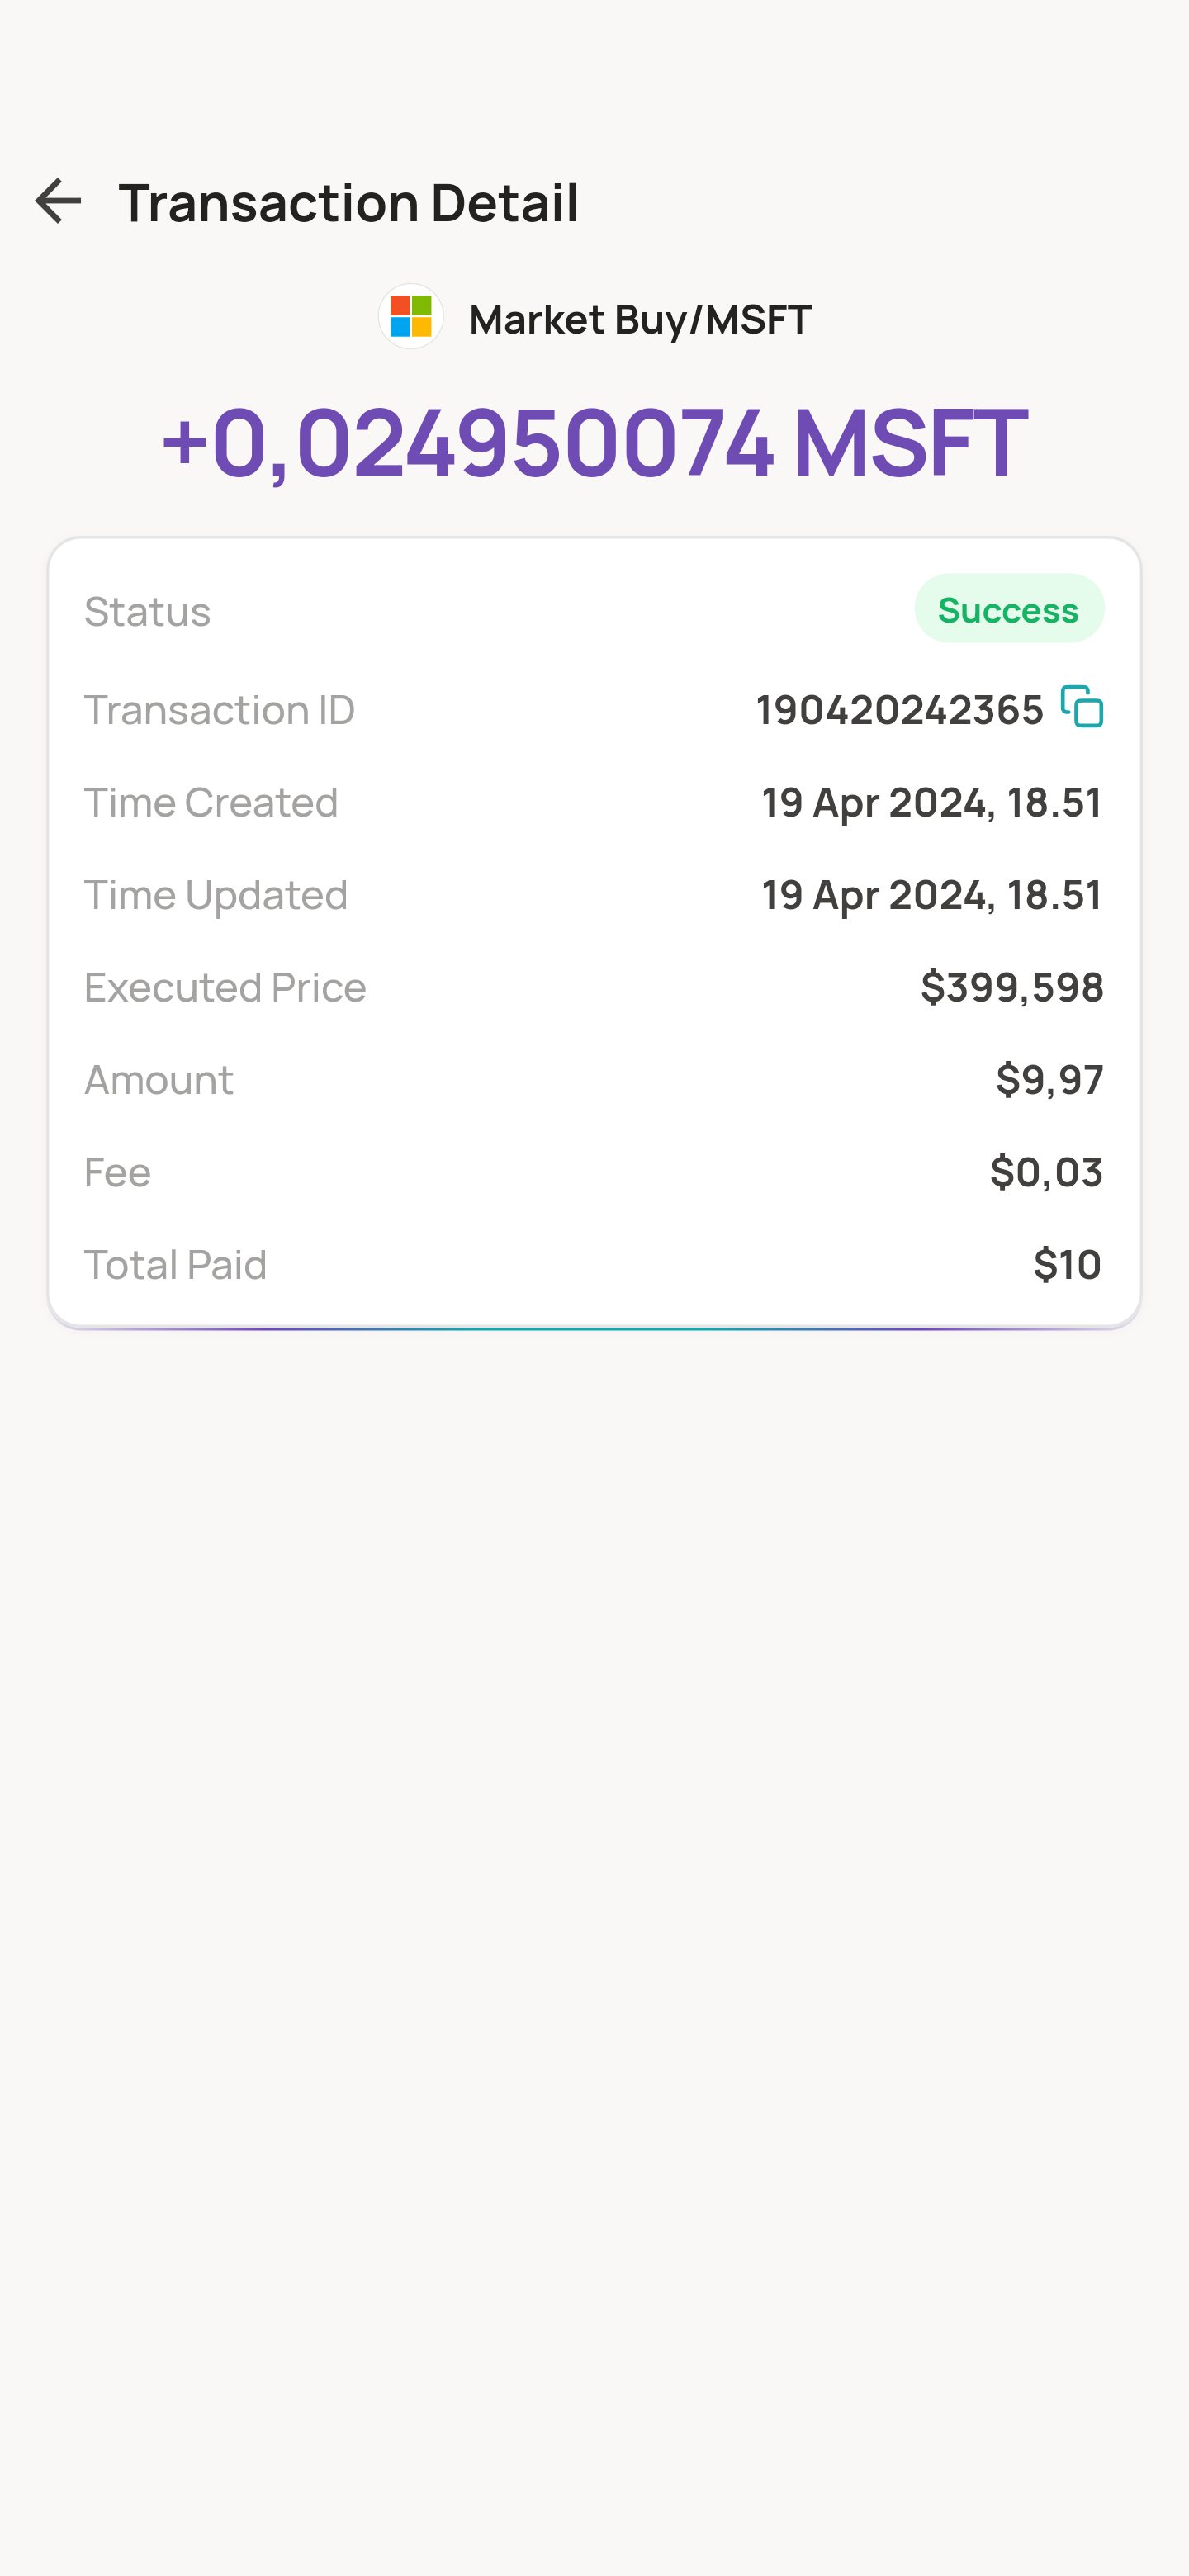 Transaction Detail
Market Buy/MSFT
+0,024950074 MSFT
Status Success
Transaction ID 190420242365
Time Created 19 Apr 2024, 18.51
Time Updated 19 Apr 2024, 18.51
Executed Price $399,598
Amount $9,97
Fee $0,03
Total Paid $10